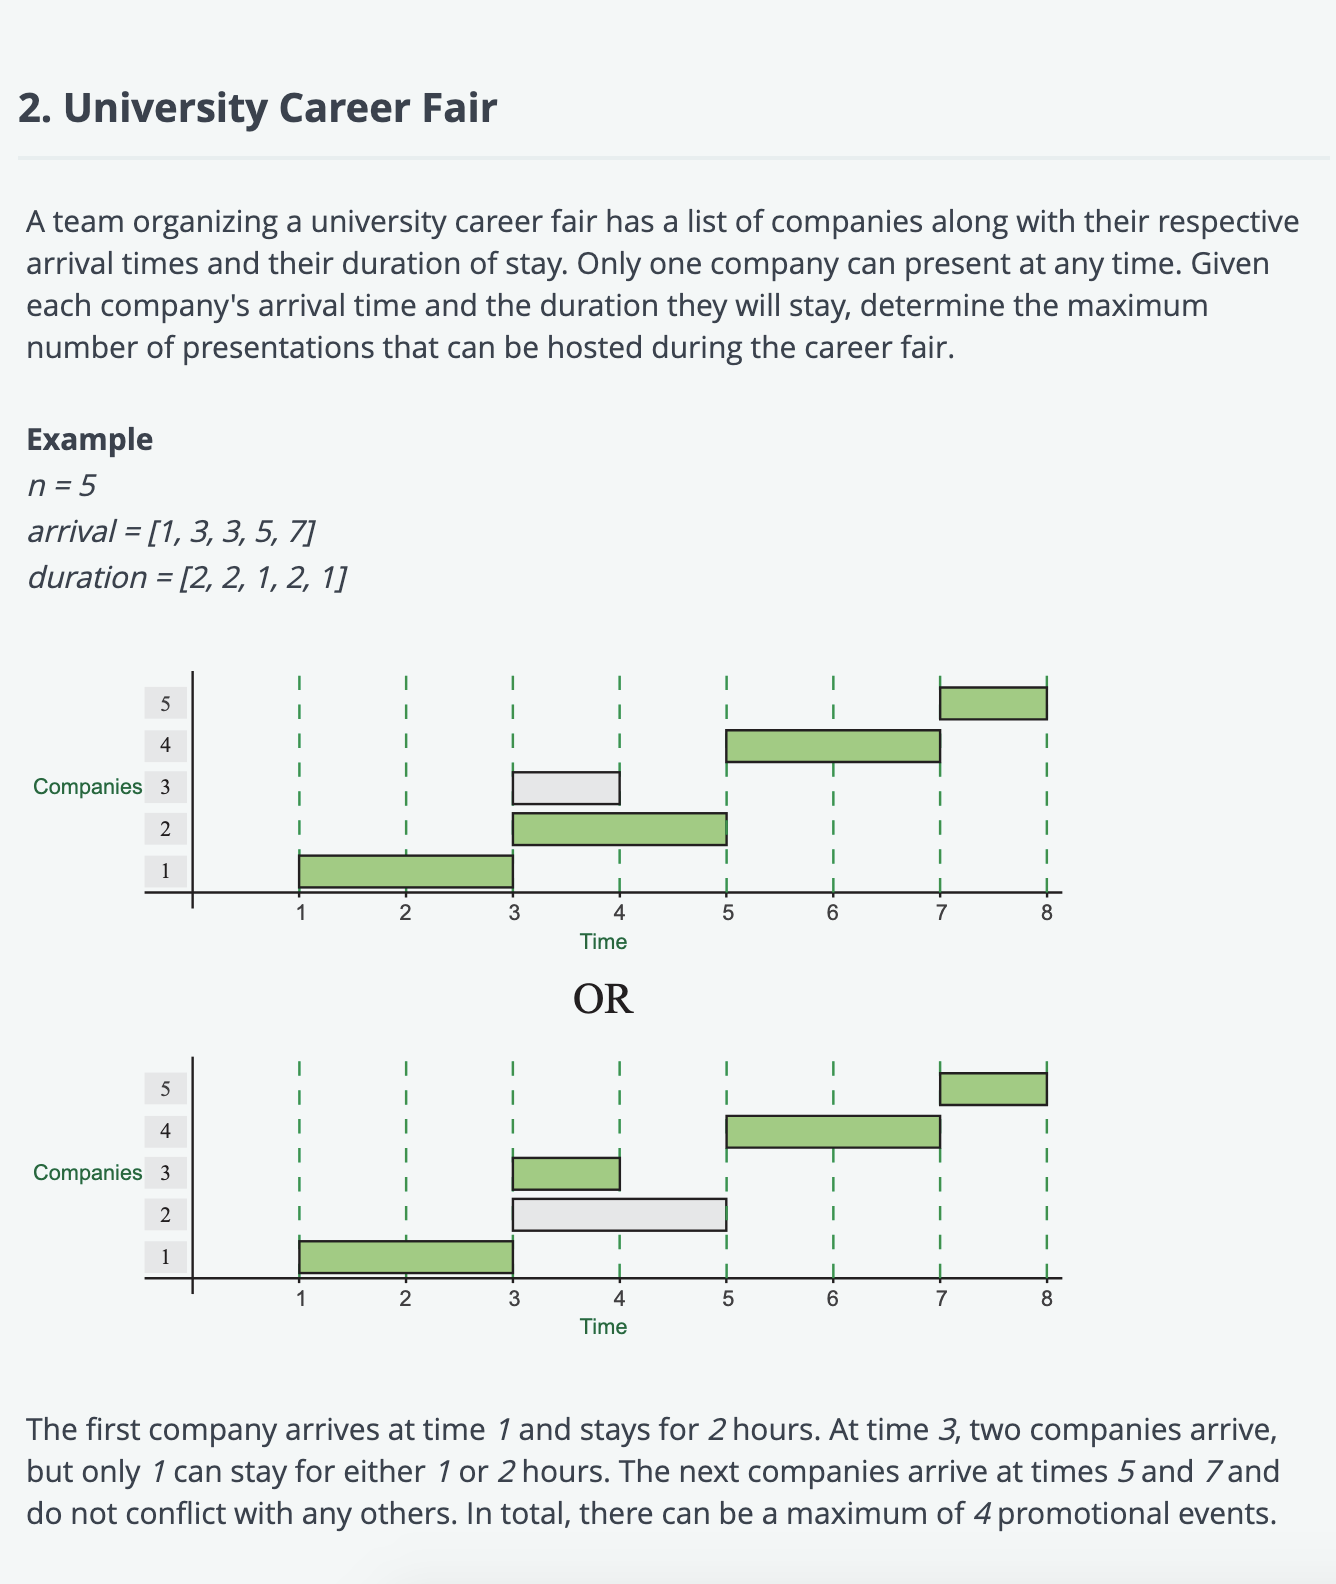 2. University Career Fair
A team organizing a university career fair has a list of companies along with their respective
arrival times and their duration of stay. Only one company can present at any time. Given
each company's arrival time and the duration they will stay, determine the maximum
number of presentations that can be hosted during the career fair.
Example
n = 5
arrival = [1, 3, 3, 5, 7]
duration = [2, 2, 1, 2, 1]
5
4
Companies 3
2
1
1 2 3 4 5 6 7 8
Time
OR
5
4
Companies 3
2
1
1 2 3 4 5 6 7 8
Time
The first company arrives at time 1 and stays for 2 hours. At time 3, two companies arrive,
but only 1 can stay for either 1 or 2 hours. The next companies arrive at times 5 and 7 and
do not conflict with any others. In total, there can be a maximum of 4 promotional events.